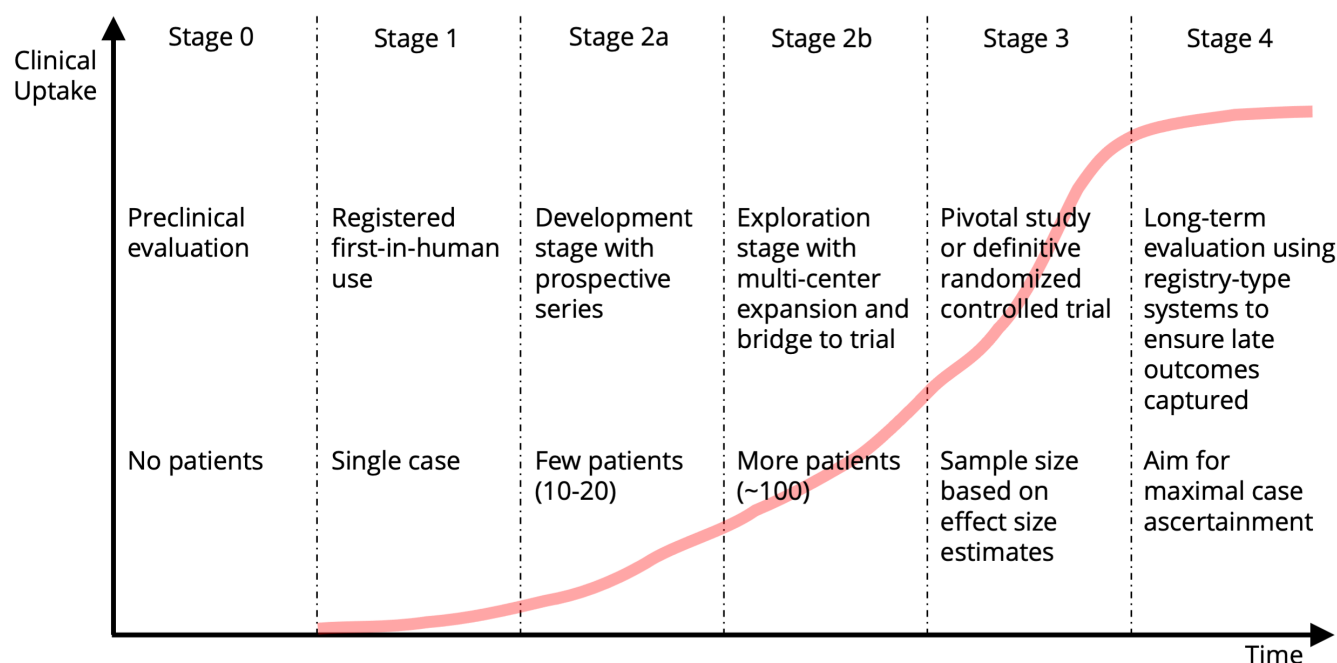 Clinical
Uptake
Stage 0
Stage 1
Stage 2a
Stage 2b
Stage 3
Stage 4
Preclinical
evaluation
Registered
first-in-human
use
Development
stage with
prospective
series
Exploration
stage with
multi-center
expansion and
bridge to trial
Pivotal study
or definitive
randomized
controlled trial
Long-term
evaluation using
registry-type
systems to
ensure late
outcomes
captured
No patients
Single case
Few patients
(10-20)
More patients
(~100)
Sample size
based on
effect size
estimates
Aim for
maximal case
ascertainment
Time